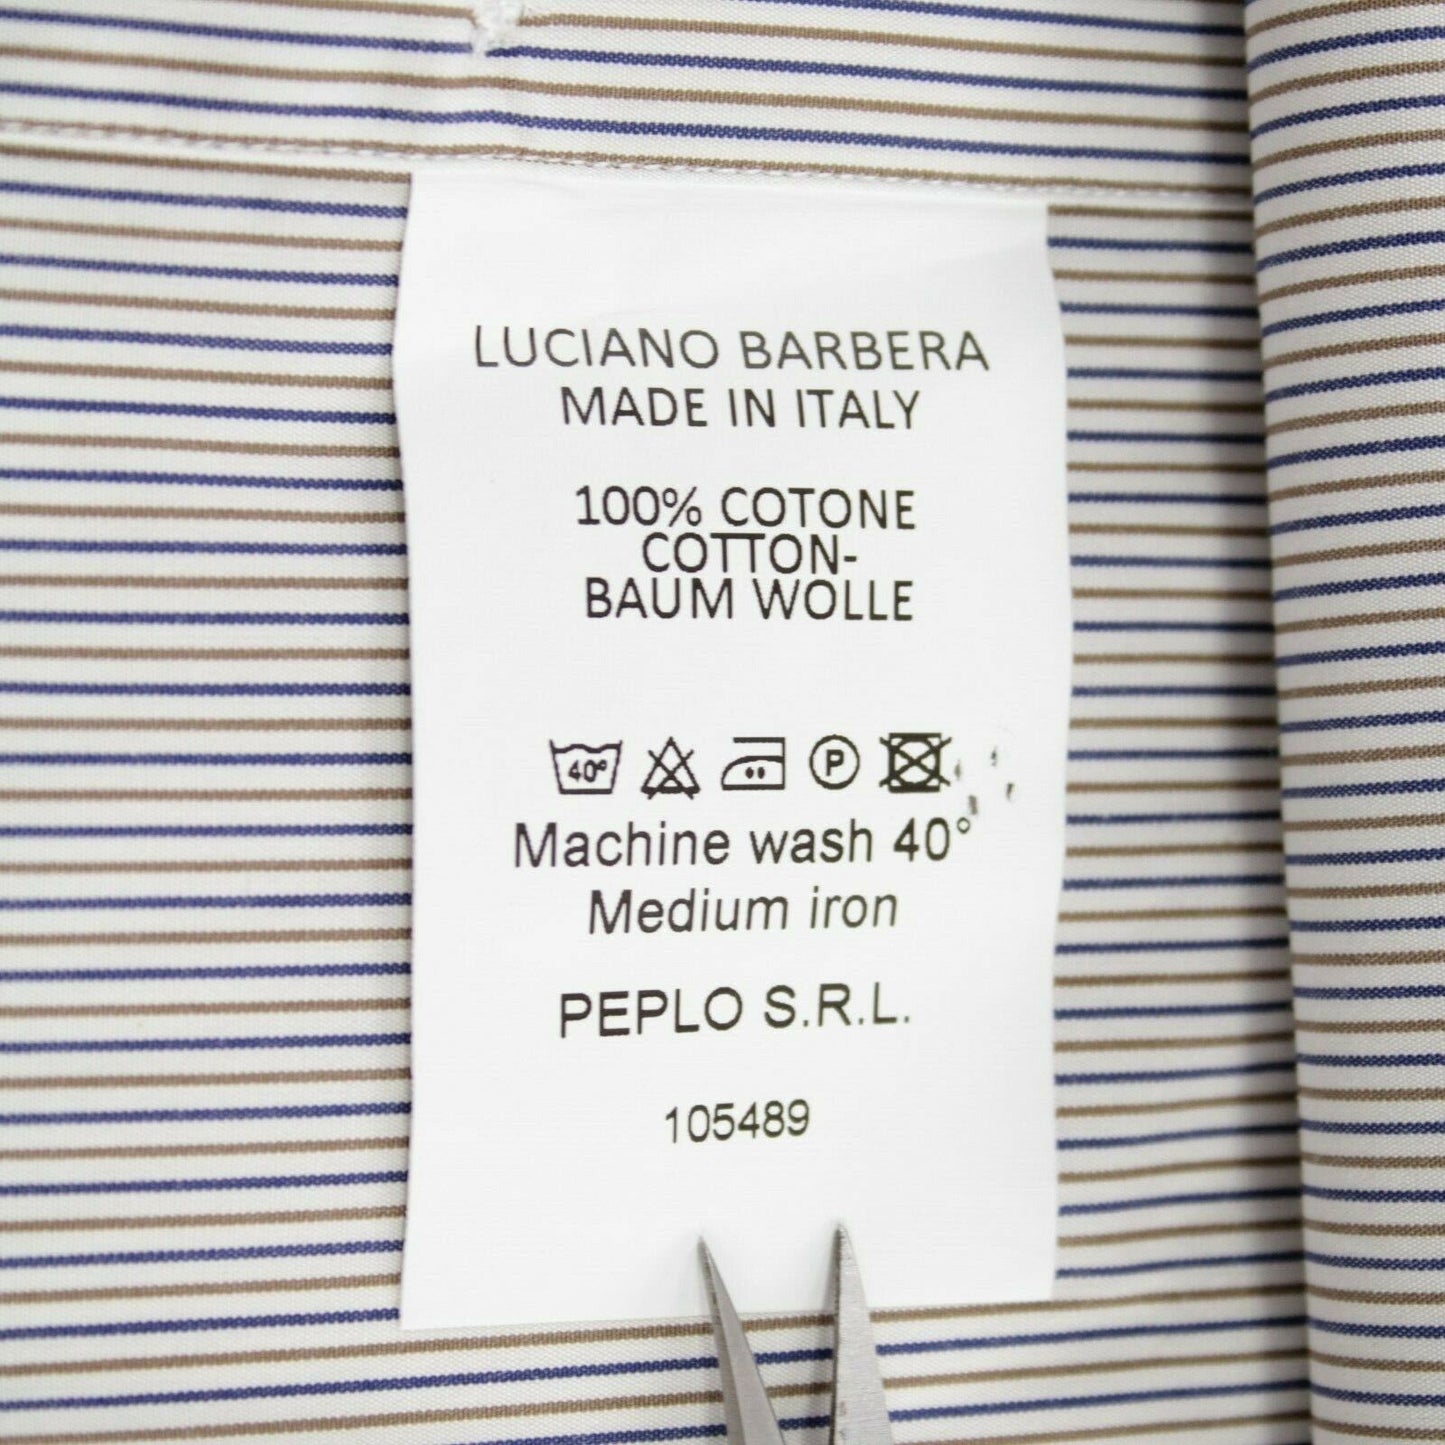 LUCIANO BARBERA
MADE IN ITALY
100% COTONE
COTTON-
BAUM WOLLE
40° P
Machine wash 40°
Medium iron
PEPLO S.R.L.
105489